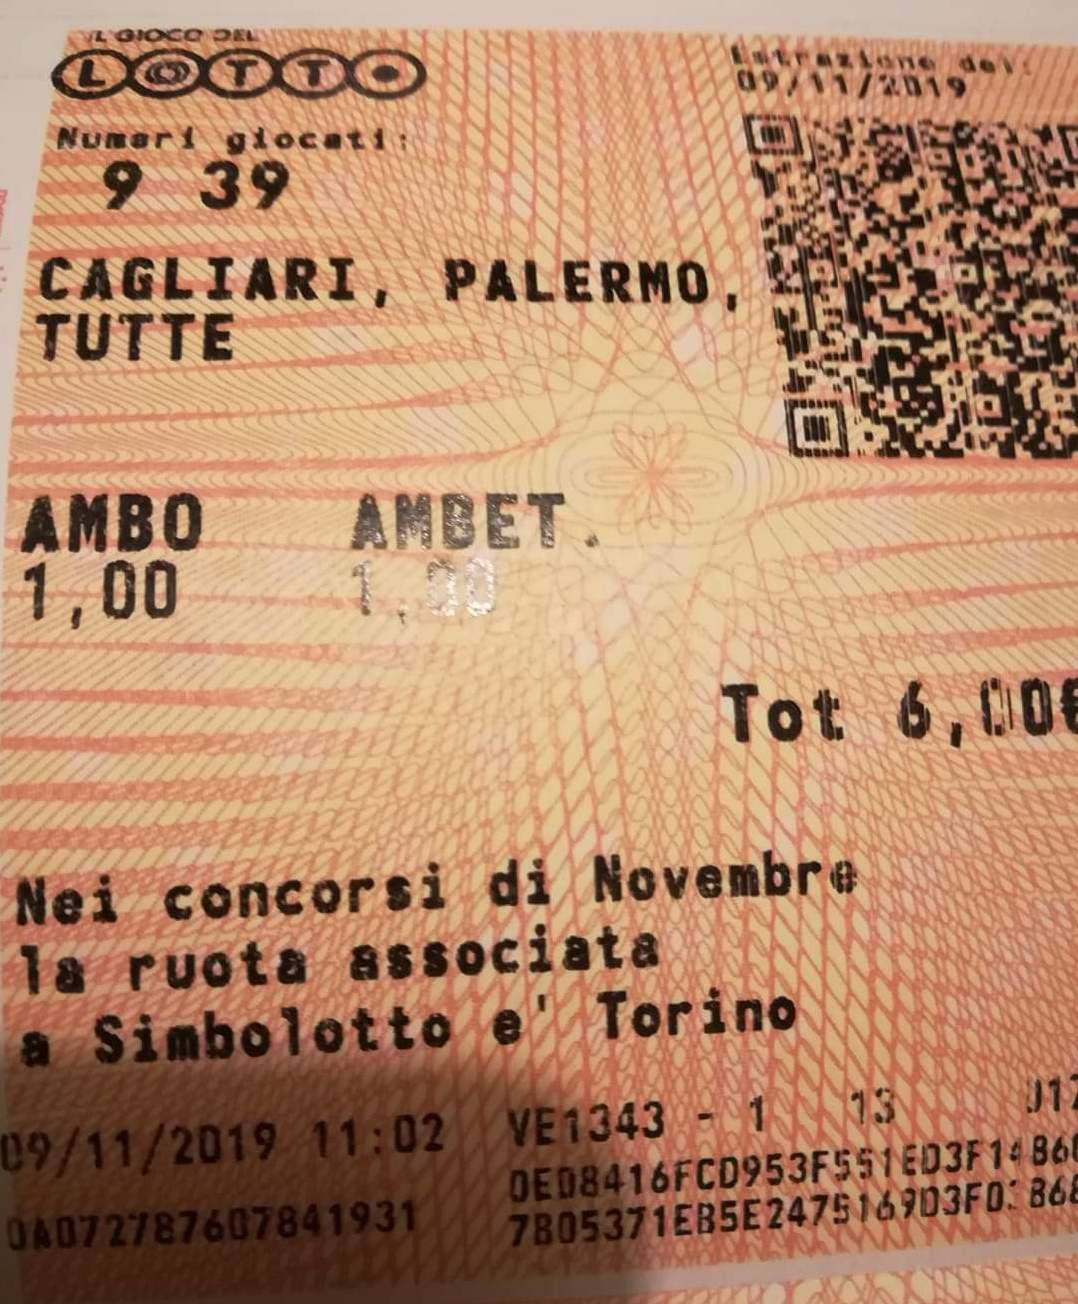 IL GIOCO DEL
LOTTO
Estrazione del:
09/11/2019
Numeri giocati:
9 39
CAGLIARI, PALERMO,
TUTTE
AMBO AMBET.
1,00 1,00
Tot 6,00€
Nei concorsi di Novembre
la ruota associata
a Simbolotto e' Torino
09/11/2019 11:02 VE1343 - 1 13
0A072787607841931